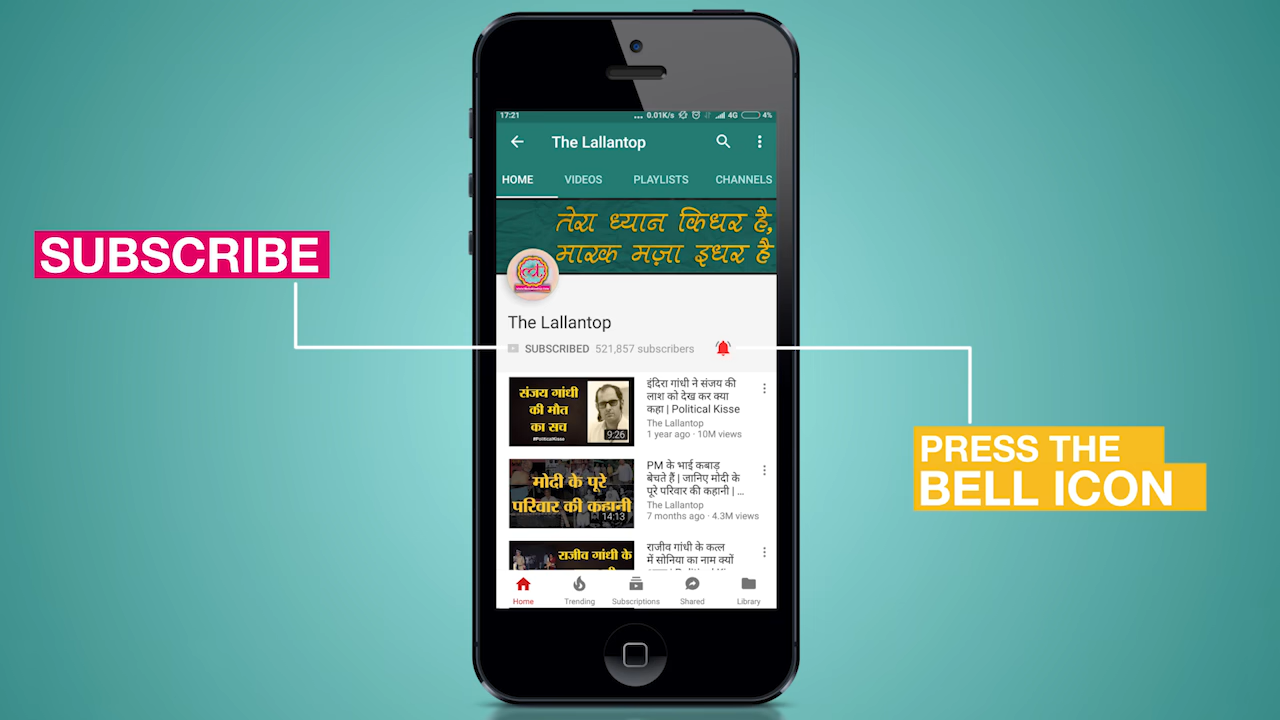 17:21
... 0.01K/s 4G 4%
The Lallantop
HOME VIDEOS PLAYLISTS CHANNELS
तेरा ध्यान किधर है,
मारक मज़ा इधर है
SUBSCRIBE
The Lallantop
SUBSCRIBED 521,857 subscribers
संजय गांधी
की मौत
का सच
#PoliticalKisse
9:26
इंदिरा गांधी ने संजय की
लाश को देख कर क्या
कहा | Political Kisse
The Lallantop
1 year ago · 10M views
PRESS THE
BELL ICON
मोदी के पूरे
परिवार की कहानी
14:13
PM के भाई कबाड़
बेचते हैं | जानिए मोदी के
पूरे परिवार की कहानी | ...
The Lallantop
7 months ago · 4.3M views
राजीव गांधी के
राजीव गांधी के कत्ल
में सोनिया का नाम क्यों
Home Trending Subscriptions Shared Library